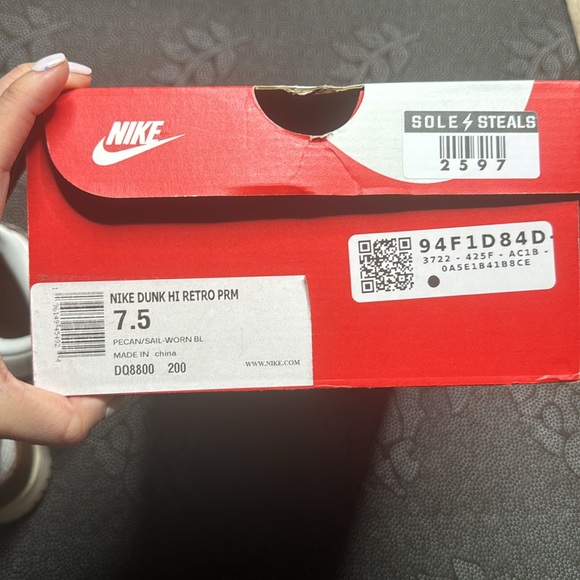 NIKE
SOLE STEALS
2597
94F1D84D-
3722 - 425F - AC1B -
0A5E1B41B8CE
NIKE DUNK HI RETRO PRM
7.5
PECAN/SAIL-WORN BL
MADE IN china
WWW.NIKE.COM
DQ8800 200